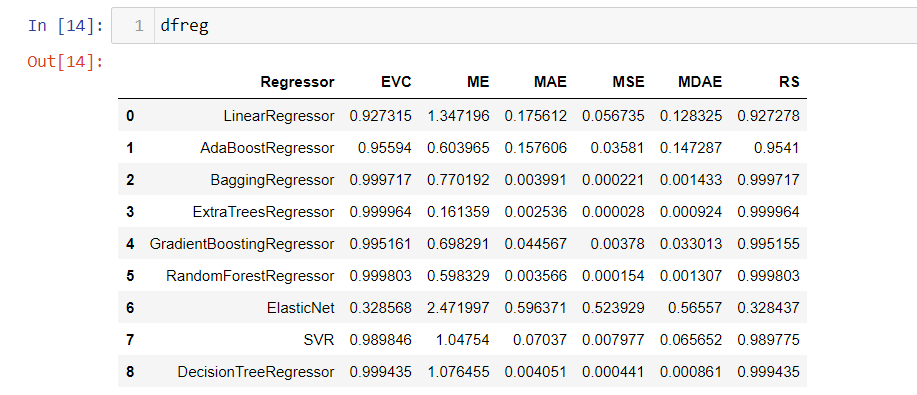 In [14]: 1 dfreg
Out[14]:
Regressor EVC ME MAE MSE MDAE RS
0 LinearRegressor 0.927315 1.347196 0.175612 0.056735 0.128325 0.927278
1 AdaBoostRegressor 0.95594 0.603965 0.157606 0.03581 0.147287 0.9541
2 BaggingRegressor 0.999717 0.770192 0.003991 0.000221 0.001433 0.999717
3 ExtraTreesRegressor 0.999964 0.161359 0.002536 0.000028 0.000924 0.999964
4 GradientBoostingRegressor 0.995161 0.698291 0.044567 0.00378 0.033013 0.995155
5 RandomForestRegressor 0.999803 0.598329 0.003566 0.000154 0.001307 0.999803
6 ElasticNet 0.328568 2.471997 0.596371 0.523929 0.56557 0.328437
7 SVR 0.989846 1.04754 0.07037 0.007977 0.065652 0.989775
8 DecisionTreeRegressor 0.999435 1.076455 0.004051 0.000441 0.000861 0.999435